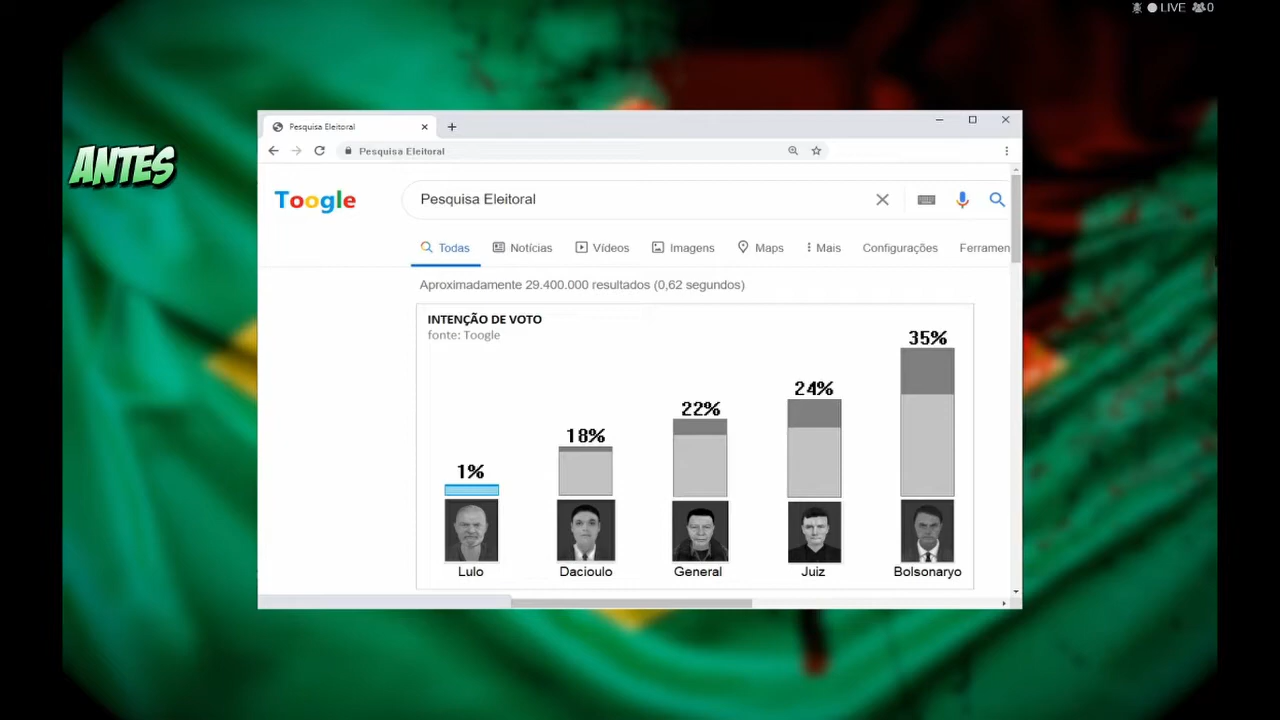 LIVE 0
ANTES
Pesquisa Eleitoral
Pesquisa Eleitoral
Toogle
Pesquisa Eleitoral
Todas Notícias Vídeos Imagens Maps Mais Configurações Ferramen
Aproximadamente 29.400.000 resultados (0,62 segundos)
INTENÇÃO DE VOTO
fonte: Toogle
1% 18% 22% 24% 35%
Lulo Dacioulo General Juiz Bolsonaryo